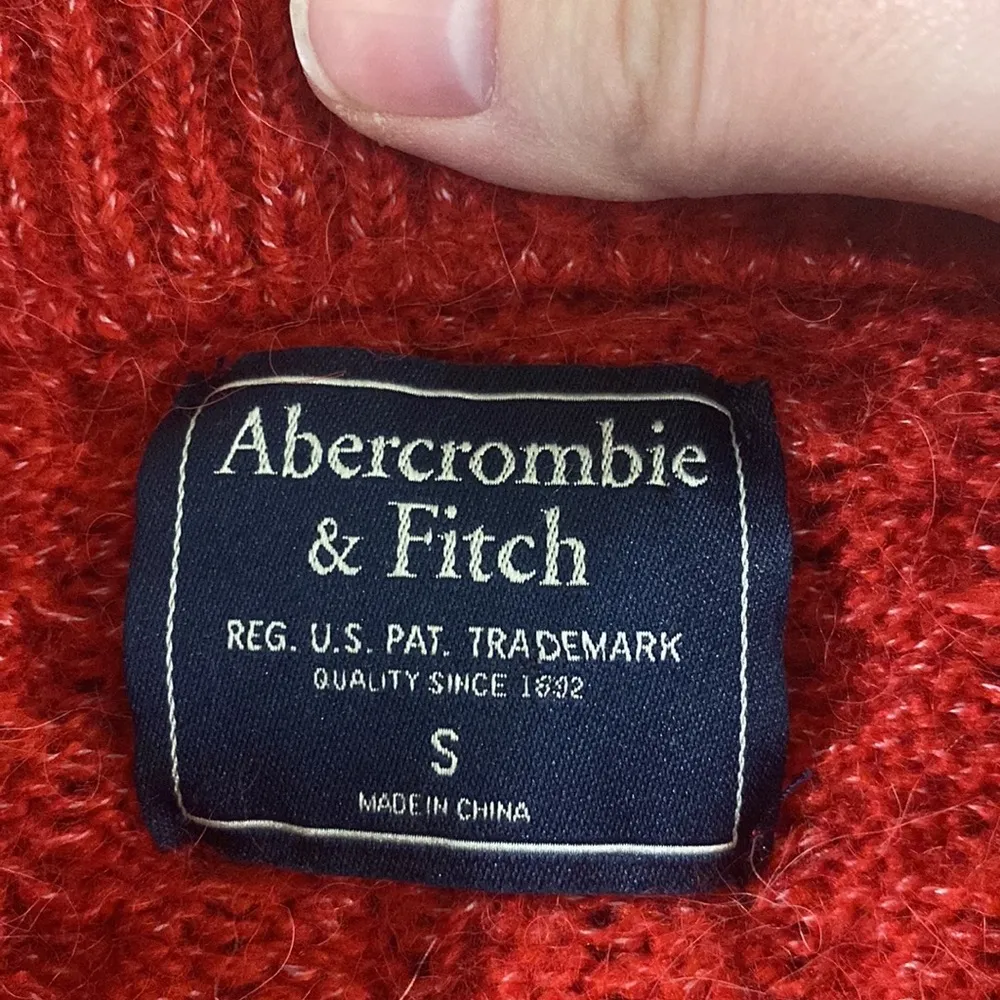 Abercrombie
& Fitch
REG. U.S. PAT. TRADEMARK
QUALITY SINCE 1892
S
MADE IN CHINA